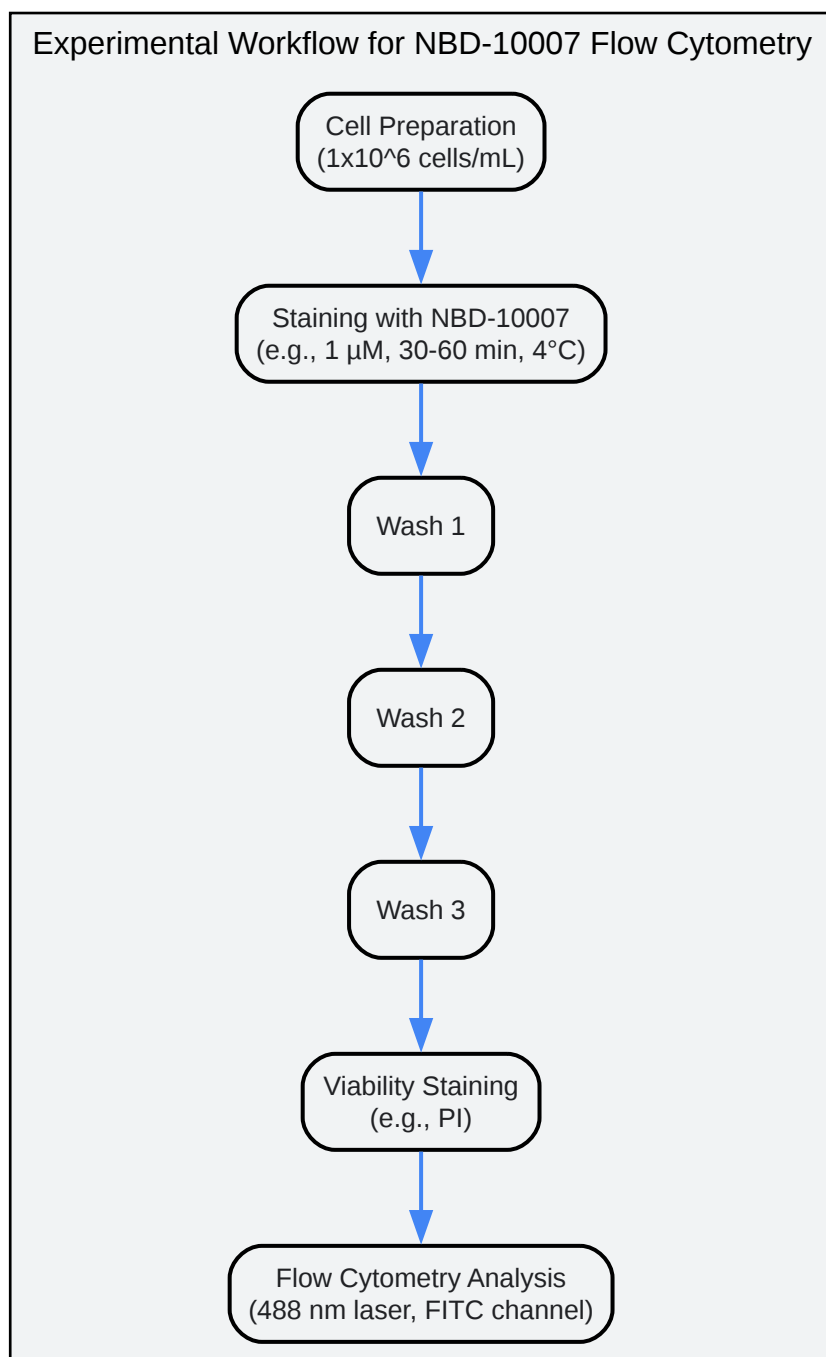 Experimental Workflow for NBD-10007 Flow Cytometry
Cell Preparation
(1x10^6 cells/mL)
Staining with NBD-10007
(e.g., 1 µM, 30-60 min, 4°C)
Wash 1
Wash 2
Wash 3
Viability Staining
(e.g., PI)
Flow Cytometry Analysis
(488 nm laser, FITC channel)